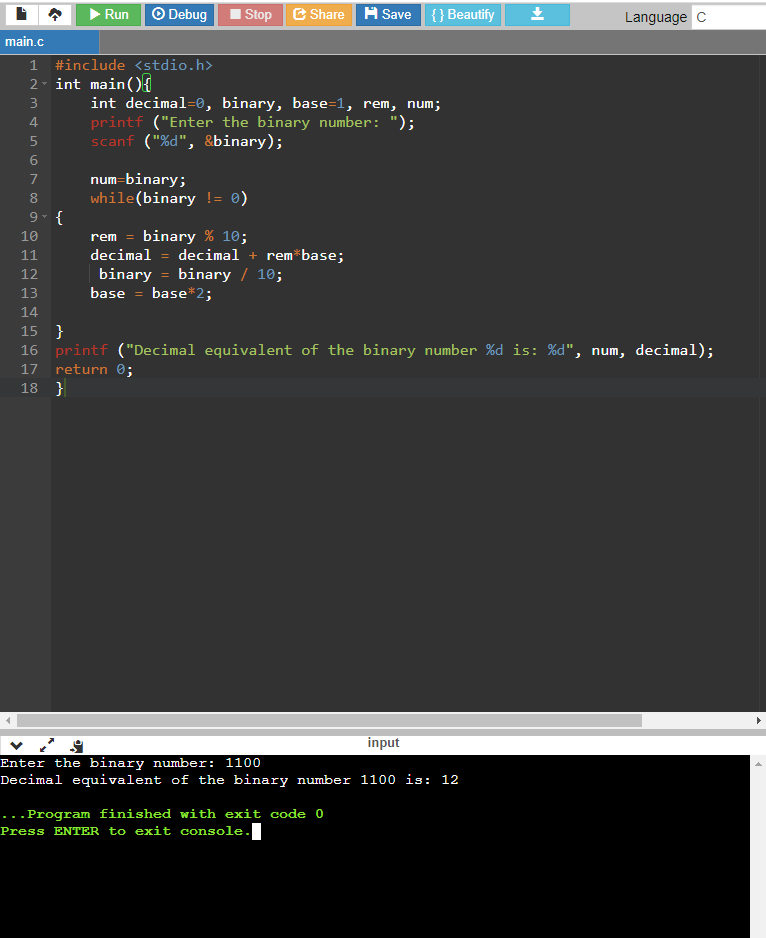 Run Debug Stop Share Save { } Beautify Language C
main.c
1 #include <stdio.h>
2 int main(){
3     int decimal=0, binary, base=1, rem, num;
4     printf ("Enter the binary number: ");
5     scanf ("%d", &binary);
6
7     num=binary;
8     while(binary != 0)
9 {
10     rem = binary % 10;
11     decimal = decimal + rem*base;
12      binary = binary / 10;
13     base = base*2;
14
15 }
16 printf ("Decimal equivalent of the binary number %d is: %d", num, decimal);
17 return 0;
18 }
input
Enter the binary number: 1100
Decimal equivalent of the binary number 1100 is: 12
...Program finished with exit code 0
Press ENTER to exit console.